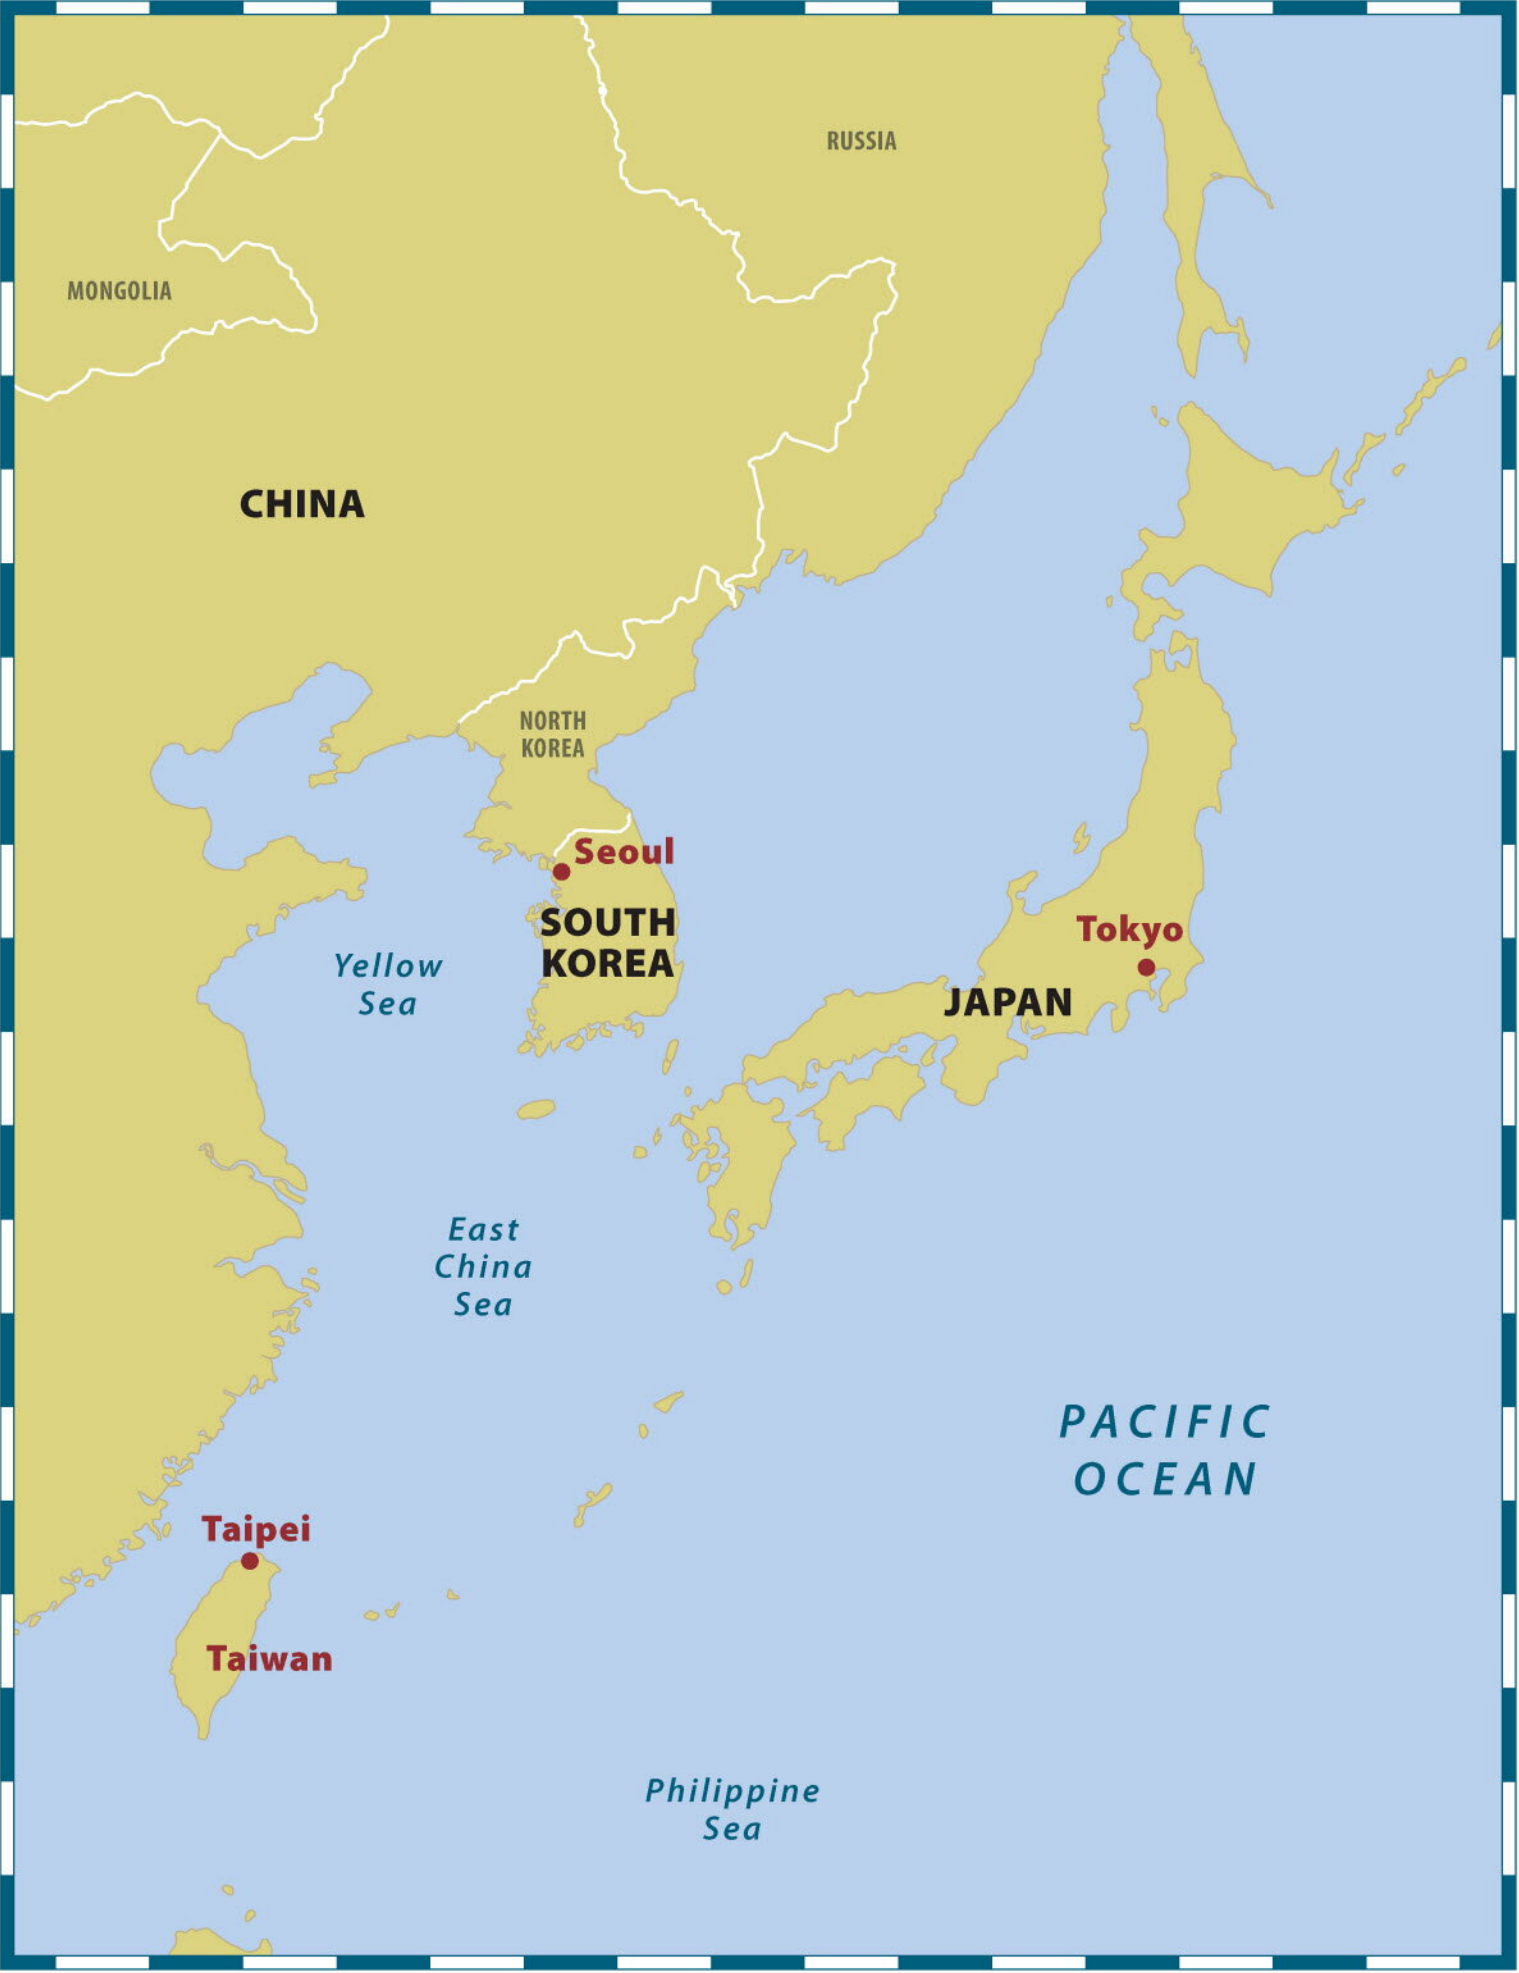 RUSSIA
MONGOLIA
CHINA
NORTH
KOREA
Seoul
SOUTH
KOREA
Tokyo
Yellow
Sea
JAPAN
East
China
Sea
PACIFIC
OCEAN
Taipei
Taiwan
Philippine
Sea